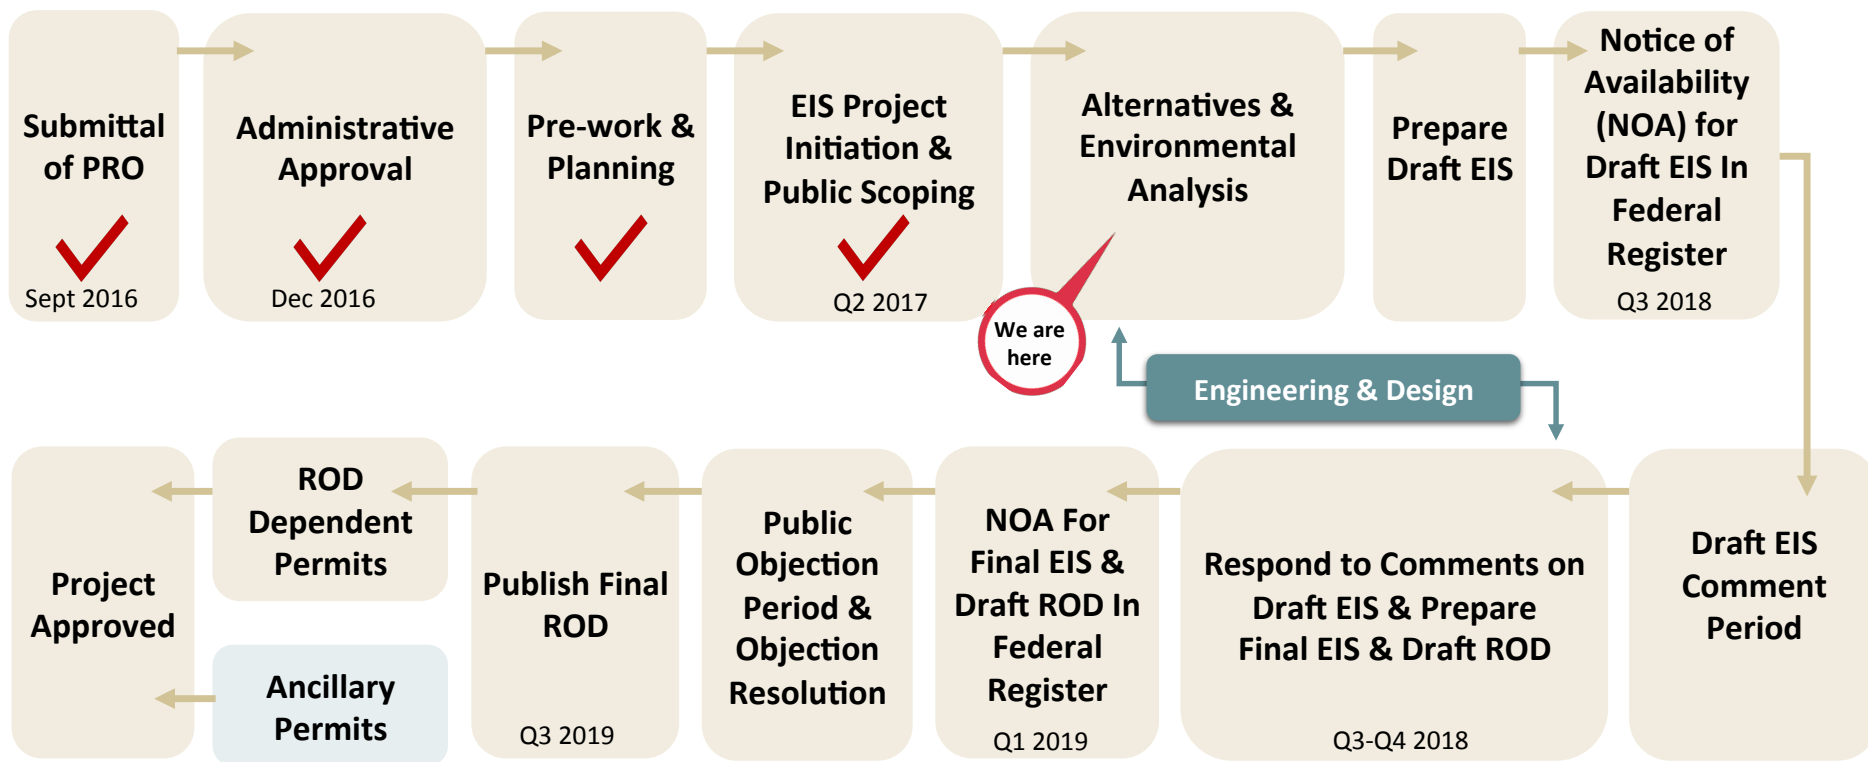 Submittal
of PRO
Sept 2016
Administrative
Approval
Dec 2016
Pre-work &
Planning
EIS Project
Initiation &
Public Scoping
Q2 2017
Alternatives &
Environmental
Analysis
We are
here
Prepare
Draft EIS
Notice of
Availability
(NOA) for
Draft EIS In
Federal
Register
Q3 2018
Engineering & Design
Draft EIS
Comment
Period
Respond to Comments on
Draft EIS & Prepare
Final EIS & Draft ROD
Q3-Q4 2018
NOA For
Final EIS &
Draft ROD In
Federal
Register
Q1 2019
Public
Objection
Period &
Objection
Resolution
Publish Final
ROD
Q3 2019
ROD
Dependent
Permits
Ancillary
Permits
Project
Approved